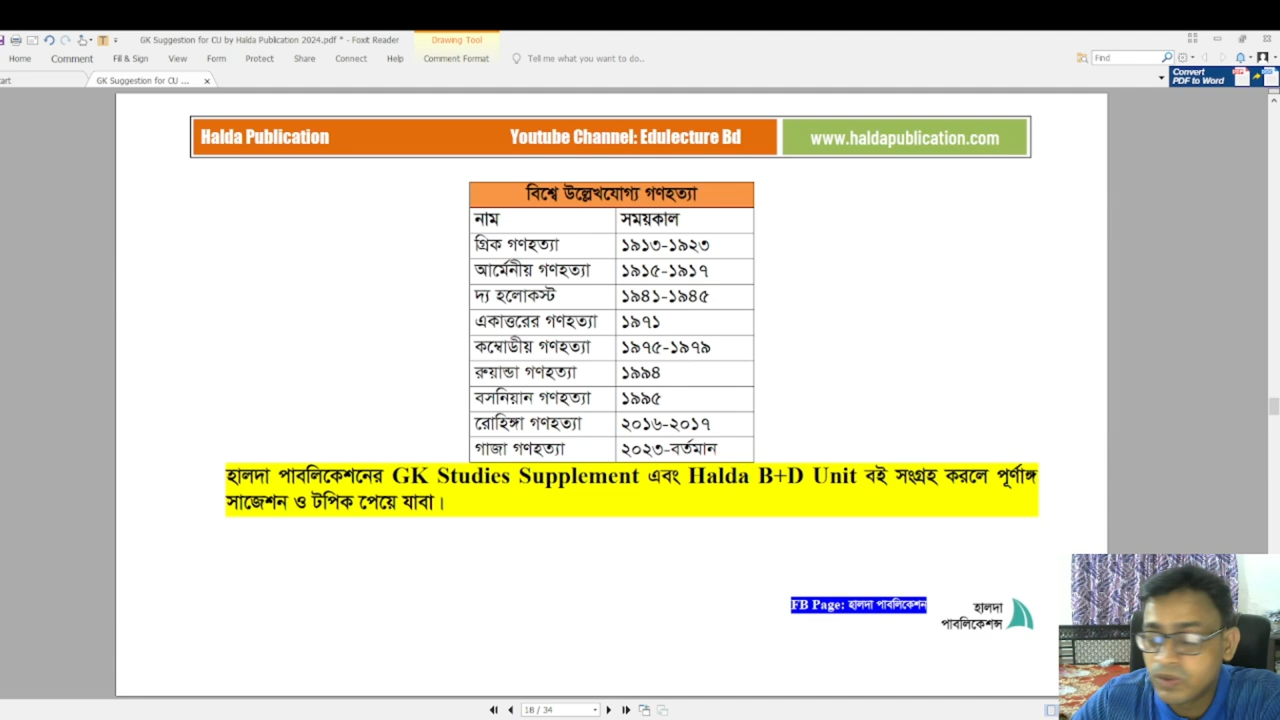 GK Suggestion for CU by Halda Publication 2024.pdf * - Foxit Reader
Drawing Tool
Home Comment Fill & Sign View Form Protect Share Connect Help Comment Format Tell me what you want to do.. Find
art GK Suggestion for CU ... Convert
PDF to Word
Halda Publication Youtube Channel: Edulecture Bd www.haldapublication.com
বিশ্বে উল্লেখযোগ্য গণহত্যা
নাম সময়কাল
গ্রিক গণহত্যা ১৯১৩-১৯২৩
আর্মেনীয় গণহত্যা ১৯১৫-১৯১৭
দ্য হলোকস্ট ১৯৪১-১৯৪৫
একাত্তরের গণহত্যা ১৯৭১
কম্বোডীয় গণহত্যা ১৯৭৫-১৯৭৯
রুয়ান্ডা গণহত্যা ১৯৯৪
বসনিয়ান গণহত্যা ১৯৯৫
রোহিঙ্গা গণহত্যা ২০১৬-২০১৭
গাজা গণহত্যা ২০২৩-বর্তমান
হালদা পাবলিকেশনের GK Studies Supplement এবং Halda B+D Unit বই সংগ্রহ করলে পূর্ণাঙ্গ
সাজেশন ও টপিক পেয়ে যাবা।
FB Page: হালদা পাবলিকেশন
হালদা
পাবলিকেশন্স
18 / 34